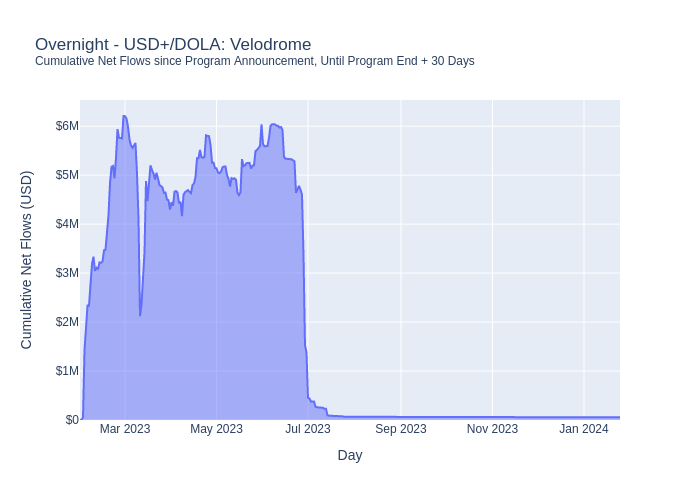 Overnight - USD+/DOLA: Velodrome
Cumulative Net Flows since Program Announcement, Until Program End + 30 Days
Cumulative Net Flows (USD)
$6M
$5M
$4M
$3M
$2M
$1M
$0
Mar 2023
May 2023
Jul 2023
Sep 2023
Nov 2023
Jan 2024
Day